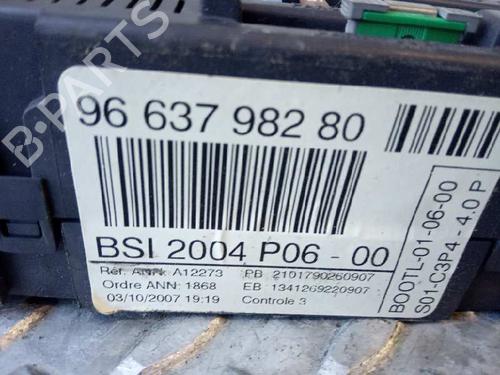 96 637 982 80
BSI 2004 P06 - 00
Réf. ANN: A12273 PB: 2101790260907
Ordre ANN: 1868 EB: 1341269220907
03/10/2007 19:19 Controle 3
BOOTL-01-06-00
S01-C3P4 - 4.0 P
B-PARTS